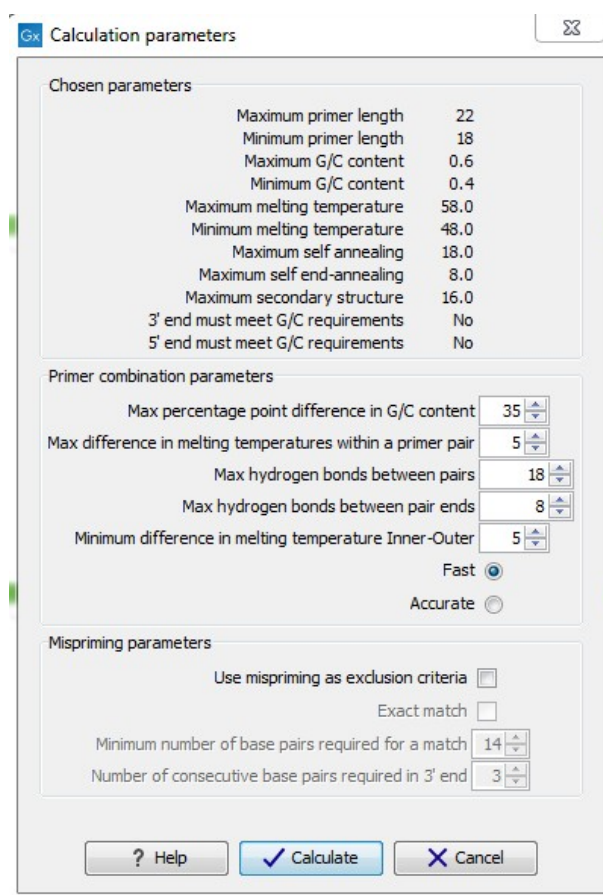 Gx Calculation parameters
Chosen parameters
Maximum primer length 22
Minimum primer length 18
Maximum G/C content 0.6
Minimum G/C content 0.4
Maximum melting temperature 58.0
Minimum melting temperature 48.0
Maximum self annealing 18.0
Maximum self end-annealing 8.0
Maximum secondary structure 16.0
3' end must meet G/C requirements No
5' end must meet G/C requirements No
Primer combination parameters
Max percentage point difference in G/C content 35
Max difference in melting temperatures within a primer pair 5
Max hydrogen bonds between pairs 18
Max hydrogen bonds between pair ends 8
Minimum difference in melting temperature Inner-Outer 5
Fast
Accurate
Mispriming parameters
Use mispriming as exclusion criteria
Exact match
Minimum number of base pairs required for a match 14
Number of consecutive base pairs required in 3' end 3
? Help Calculate Cancel